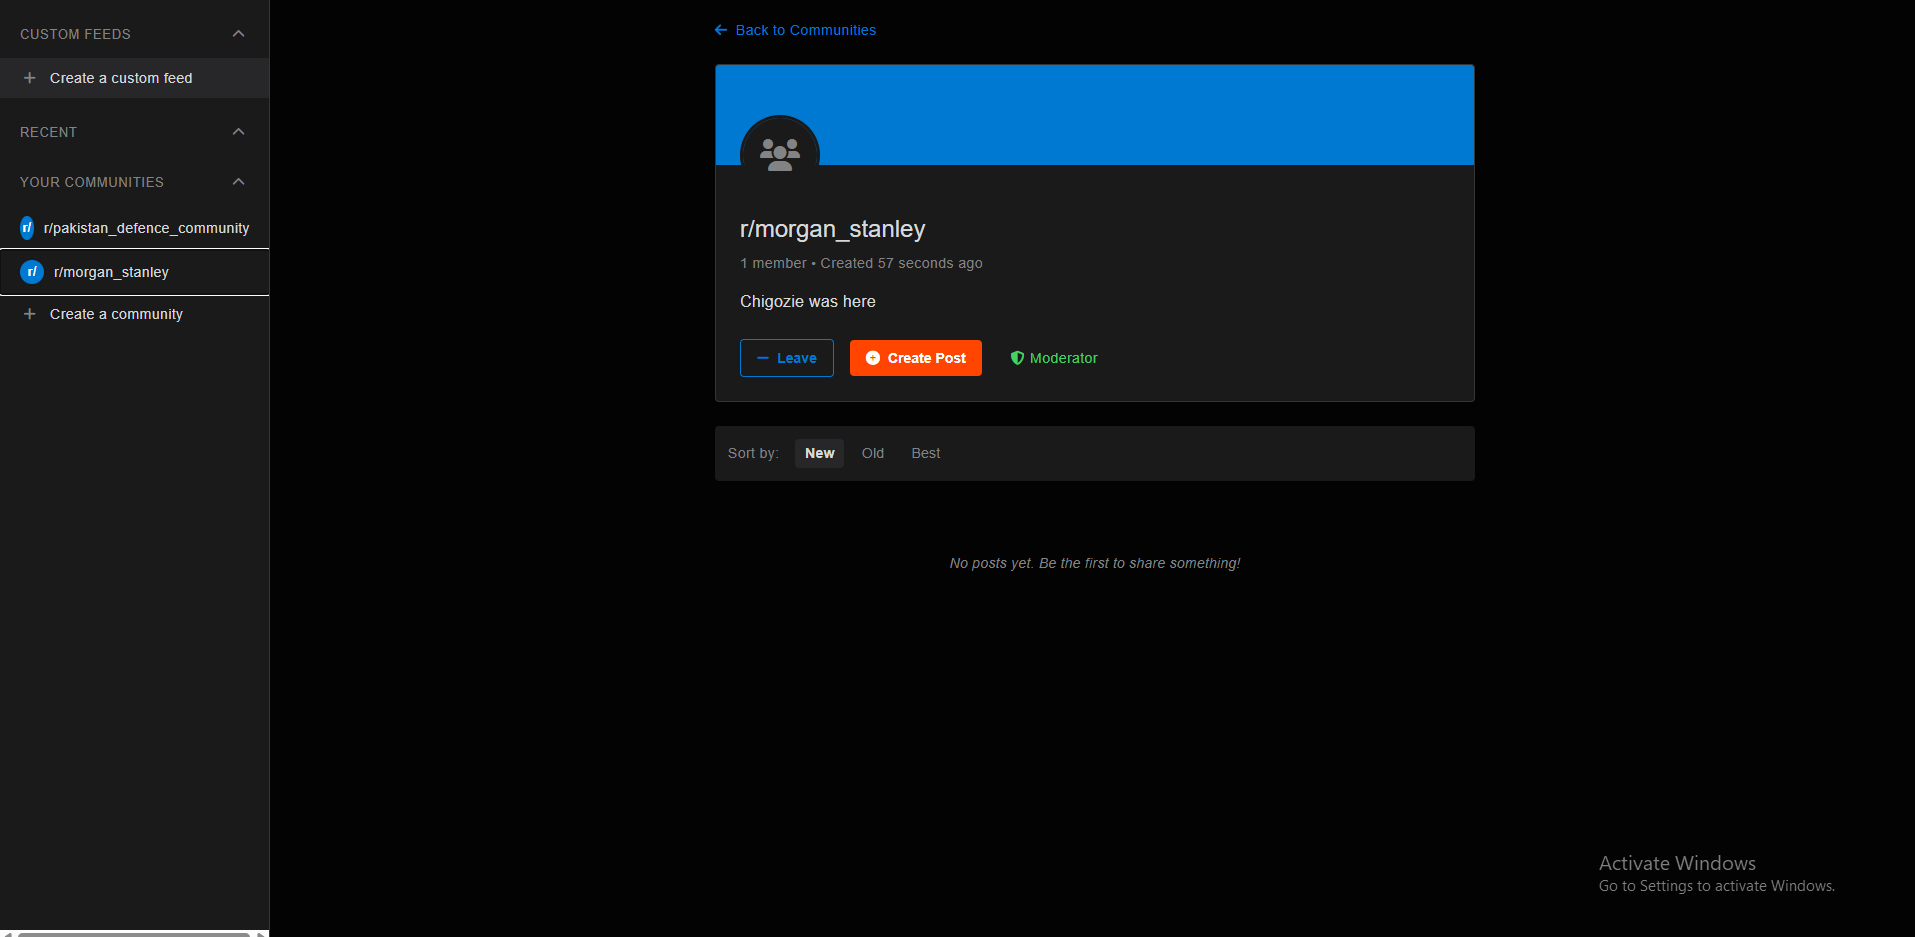 CUSTOM FEEDS
Create a custom feed
RECENT
YOUR COMMUNITIES
r/ r/pakistan_defence_community
r/ r/morgan_stanley
Create a community
Back to Communities
r/morgan_stanley
1 member • Created 57 seconds ago
Chigozie was here
Leave Create Post Moderator
Sort by: New Old Best
No posts yet. Be the first to share something!
Activate Windows
Go to Settings to activate Windows.